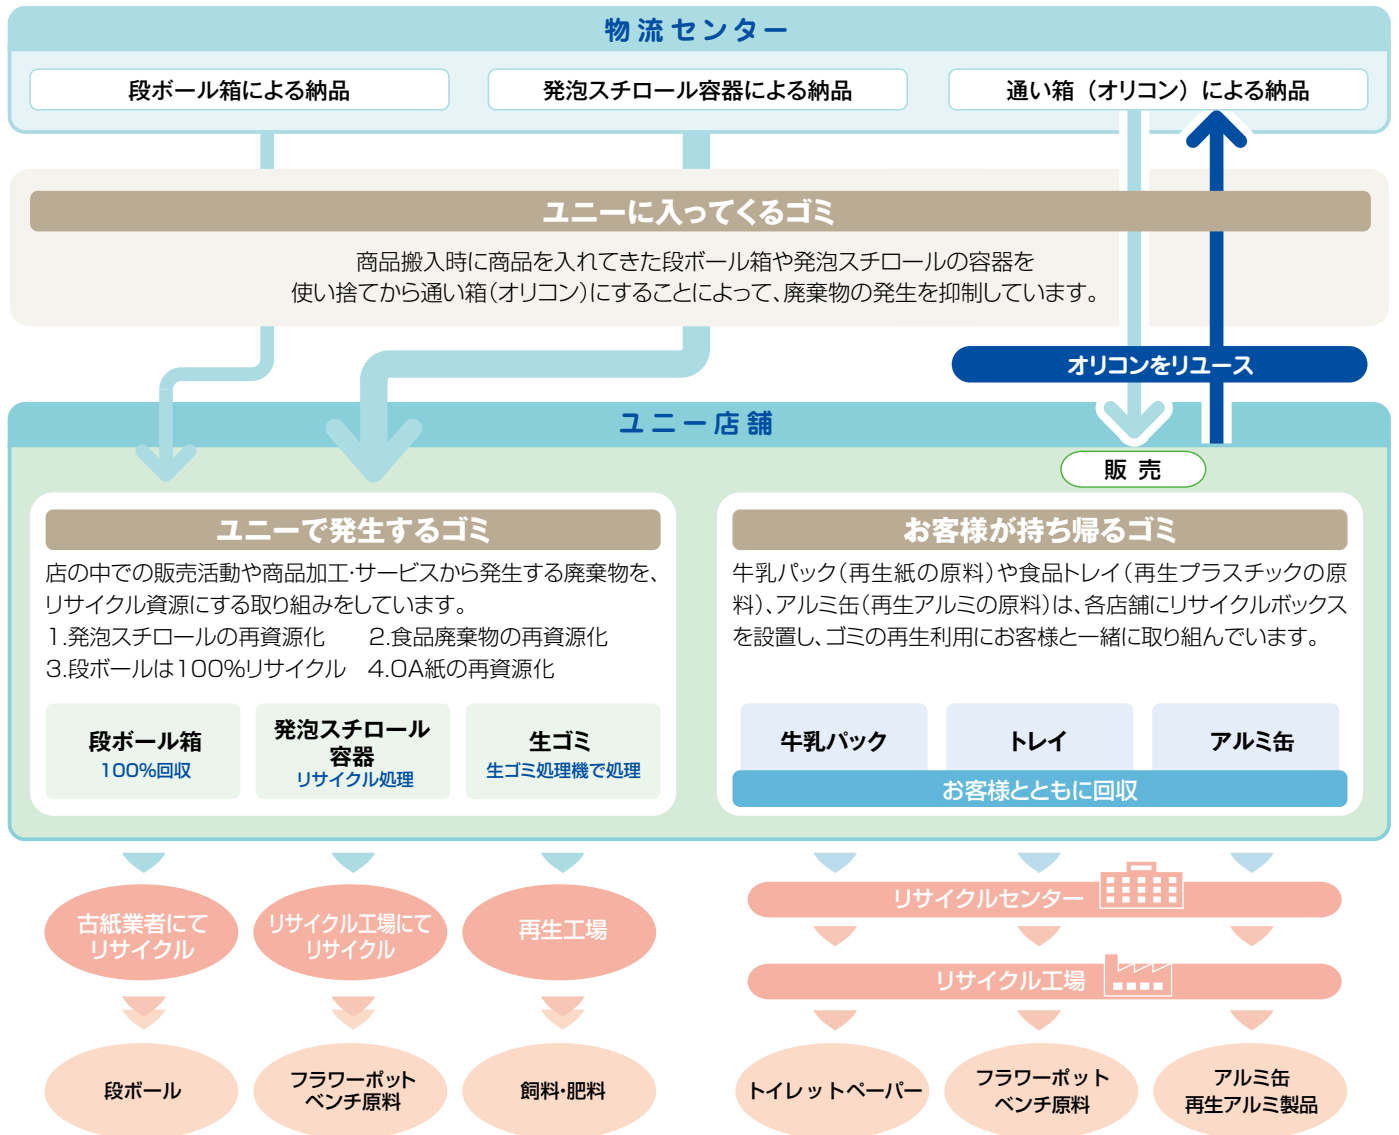 物流センター
段ボール箱による納品
発泡スチロール容器による納品
通い箱（オリコン）による納品
ユニーに入ってくるゴミ
商品搬入時に商品を入れてきた段ボール箱や発泡スチロールの容器を
使い捨てから通い箱（オリコン）にすることによって、廃棄物の発生を抑制しています。
オリコンをリユース
ユニー店舗
販売
ユニーで発生するゴミ
店の中での販売活動や商品加工・サービスから発生する廃棄物を、
リサイクル資源にする取り組みをしています。
1.発泡スチロールの再資源化　2.食品廃棄物の再資源化
3.段ボールは100%リサイクル　4.OA紙の再資源化
段ボール箱
100%回収
発泡スチロール
容器
リサイクル処理
生ゴミ
生ゴミ処理機で処理
お客様が持ち帰るゴミ
牛乳パック（再生紙の原料）や食品トレイ（再生プラスチックの原
料）、アルミ缶（再生アルミの原料）は、各店舗にリサイクルボックス
を設置し、ゴミの再生利用にお客様と一緒に取り組んでいます。
牛乳パック
トレイ
アルミ缶
お客様とともに回収
古紙業者にて
リサイクル
リサイクル工場にて
リサイクル
再生工場
リサイクルセンター
リサイクル工場
段ボール
フラワーポット
ベンチ原料
飼料・肥料
トイレットペーパー
フラワーポット
ベンチ原料
アルミ缶
再生アルミ製品